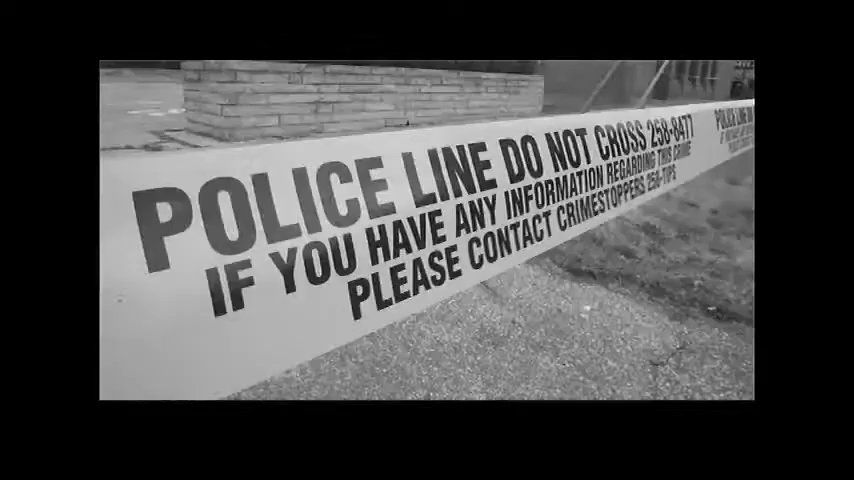 POLICE LINE DO NOT CROSS 258-8477
IF YOU HAVE ANY INFORMATION REGARDING THIS CRIME
PLEASE CONTACT CRIMESTOPPERS 258-TIPS
POLICE LINE DO